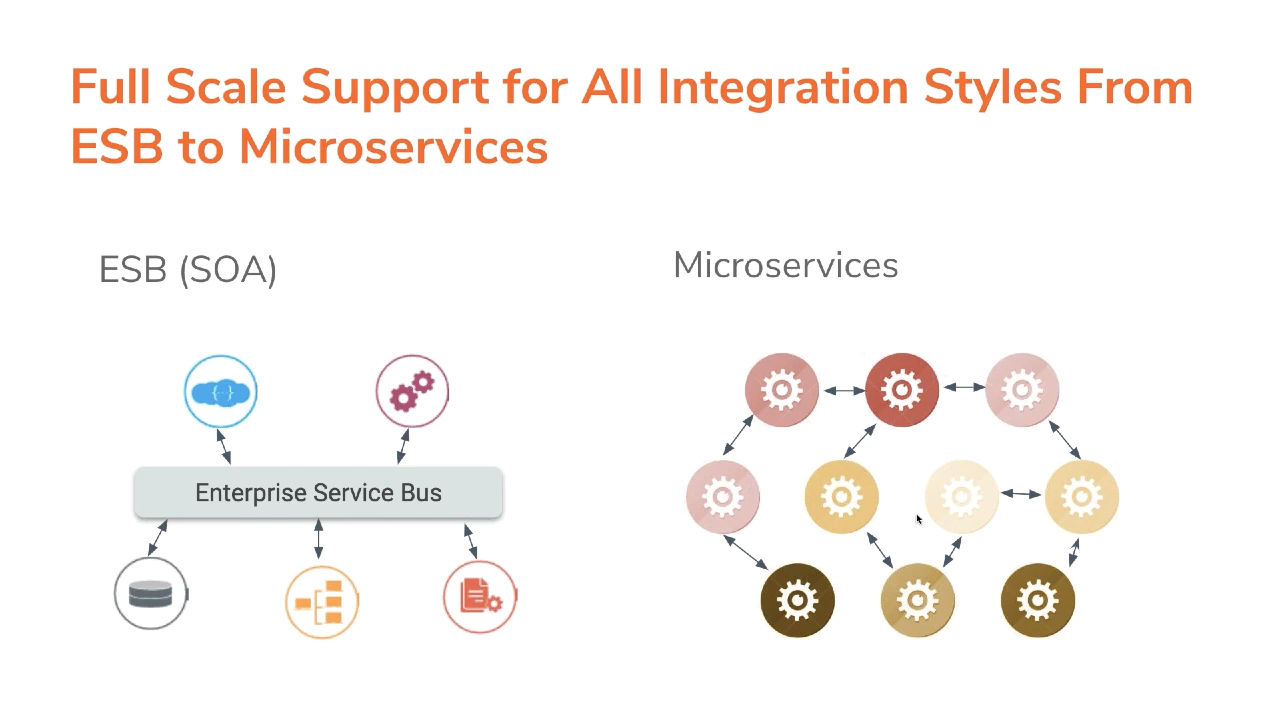 Full Scale Support for All Integration Styles From
ESB to Microservices
ESB (SOA)
Microservices
Enterprise Service Bus